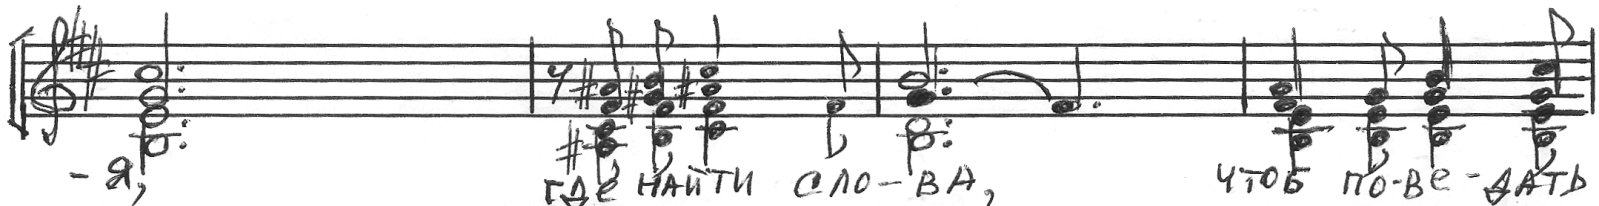 - Я, ГДЕ НАЙТИ СЛО-ВА, ЧТОБ ПО-ВЕ-ДАТЬ